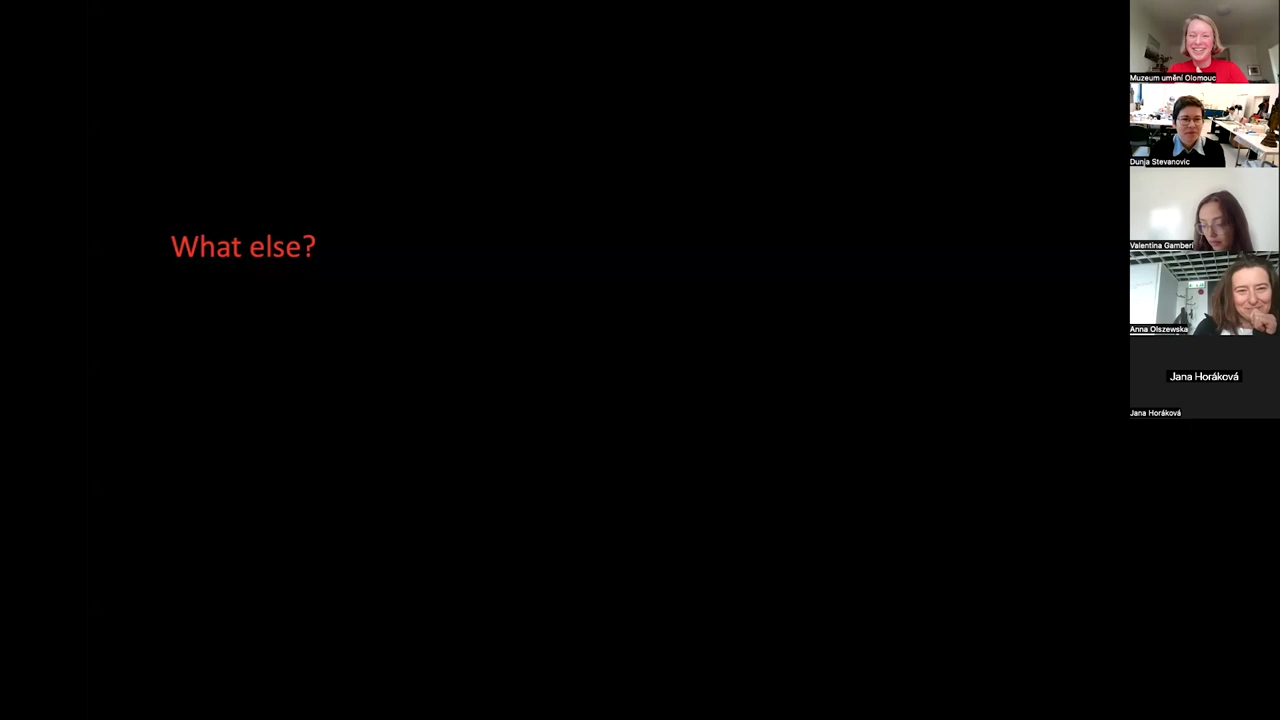 What else?
Muzeum umění Olomouc
Dunja Stevanovic
Valentina Gamberi
Anna Olszewska
Jana Horáková
Jana Horáková